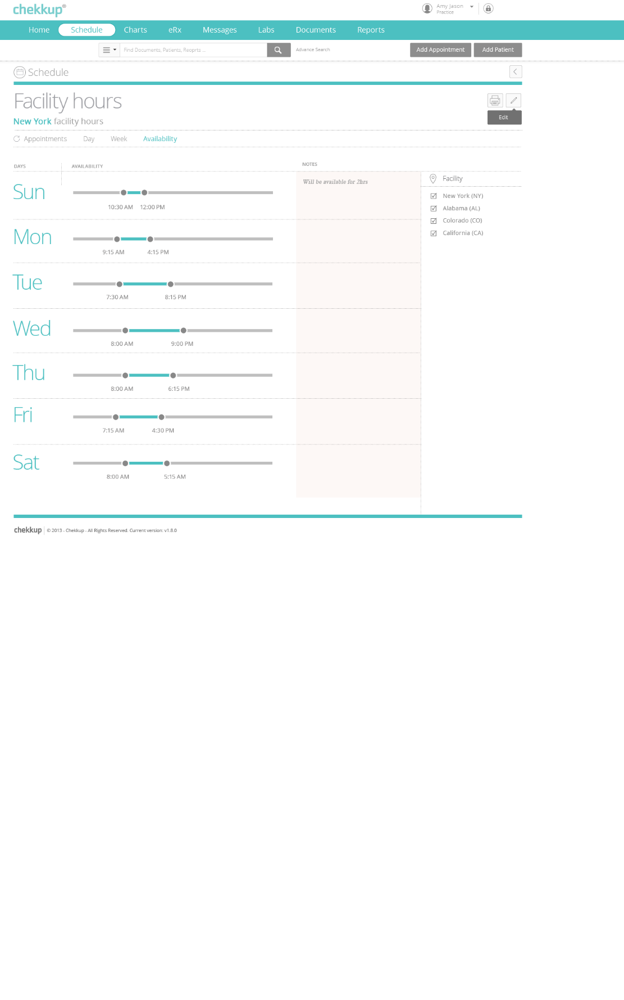 chekkup®
Amy Jason
Practice
Home Schedule Charts eRx Messages Labs Documents Reports
Find Documents, Patients, Reoprts ... Advance Search Add Appointment Add Patient
Schedule
Facility hours
New York facility hours
Edit
Appointments Day Week Availability
DAYS AVAILABILITY NOTES
Sun
10:30 AM 12:00 PM
Will be available for 2hrs
Facility
New York (NY)
Alabama (AL)
Colorado (CO)
California (CA)
Mon
9:15 AM 4:15 PM
Tue
7:30 AM 8:15 PM
Wed
8:00 AM 9:00 PM
Thu
8:00 AM 6:15 PM
Fri
7:15 AM 4:30 PM
Sat
8:00 AM 5:15 AM
chekkup © 2013 - Chekkup - All Rights Reserved. Current version: v1.8.0